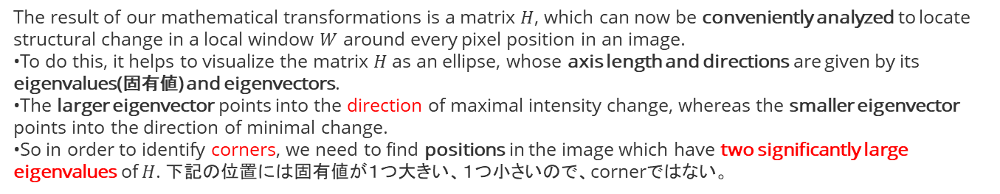 The result of our mathematical transformations is a matrix H, which can now be conveniently analyzed to locate
structural change in a local window W around every pixel position in an image.
•To do this, it helps to visualize the matrix H as an ellipse, whose axis length and directions are given by its
eigenvalues(固有値) and eigenvectors.
•The larger eigenvector points into the direction of maximal intensity change, whereas the smaller eigenvector
points into the direction of minimal change.
•So in order to identify corners, we need to find positions in the image which have two significantly large
eigenvalues of H. 下記の位置には固有値が１つ大きい、１つ小さいので、cornerではない。